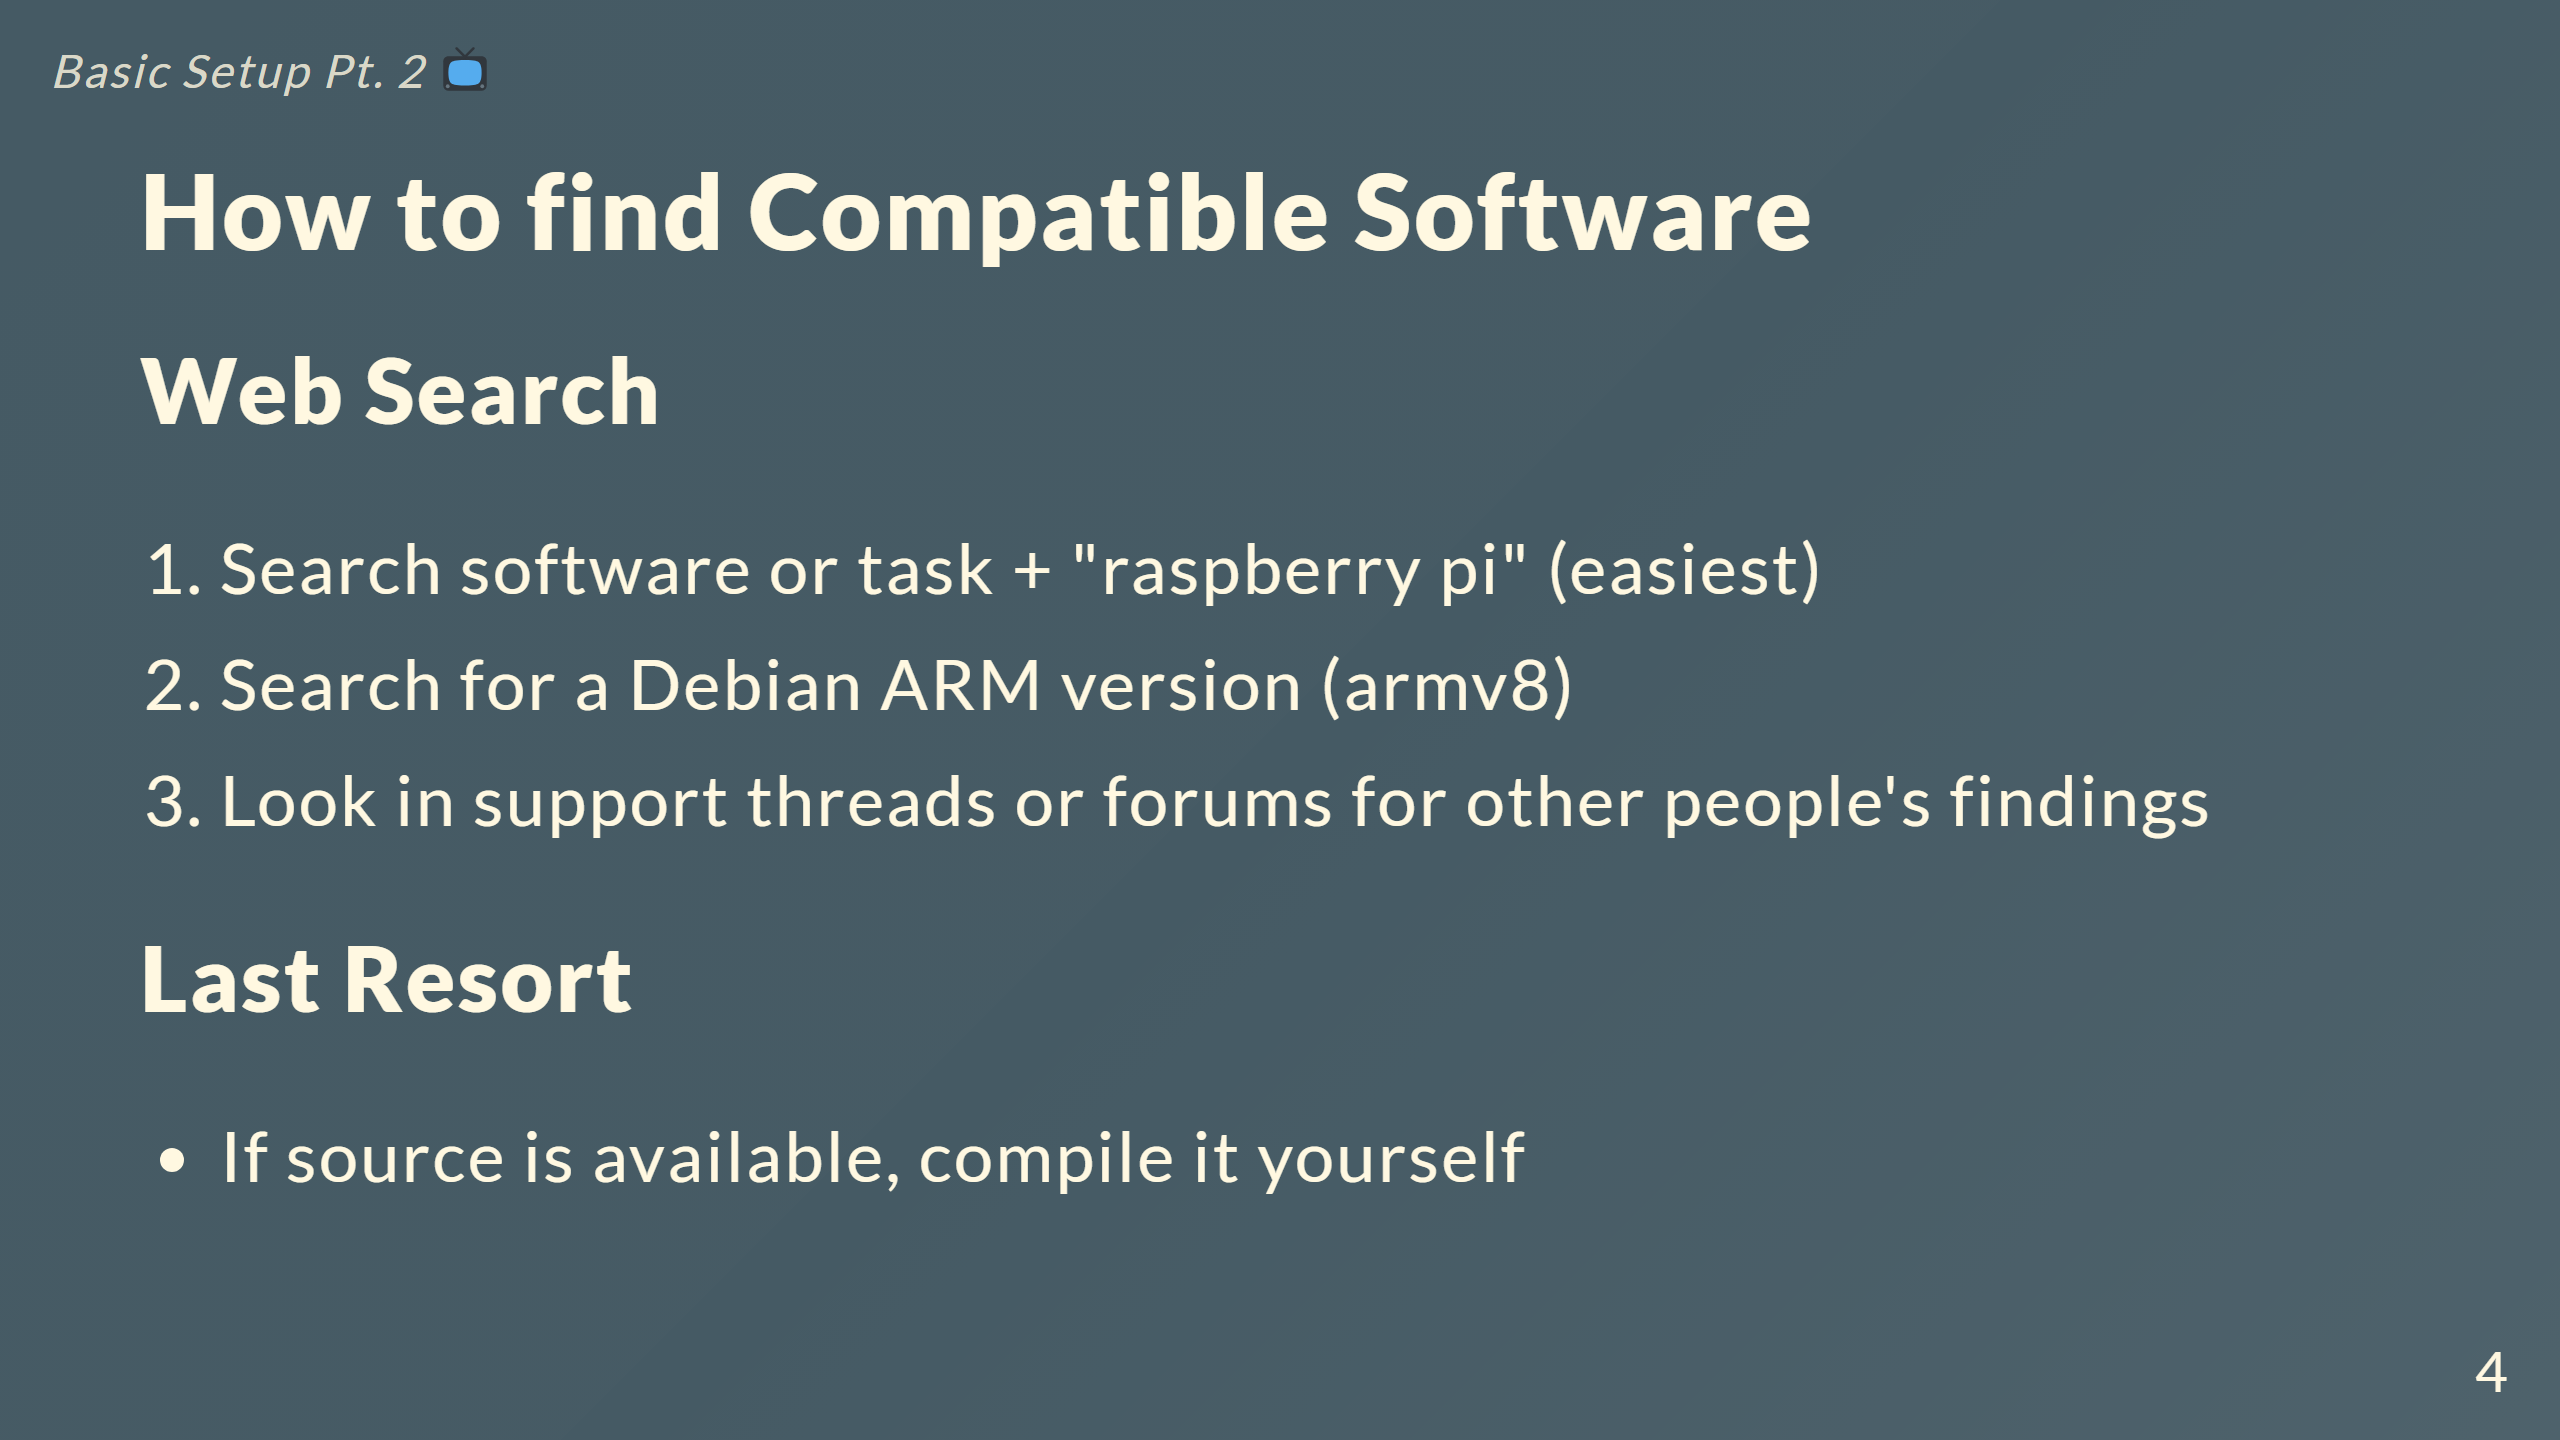 Basic Setup Pt. 2 📺
How to find Compatible Software
Web Search
1. Search software or task + "raspberry pi" (easiest)
2. Search for a Debian ARM version (armv8)
3. Look in support threads or forums for other people's findings
Last Resort
• If source is available, compile it yourself
4